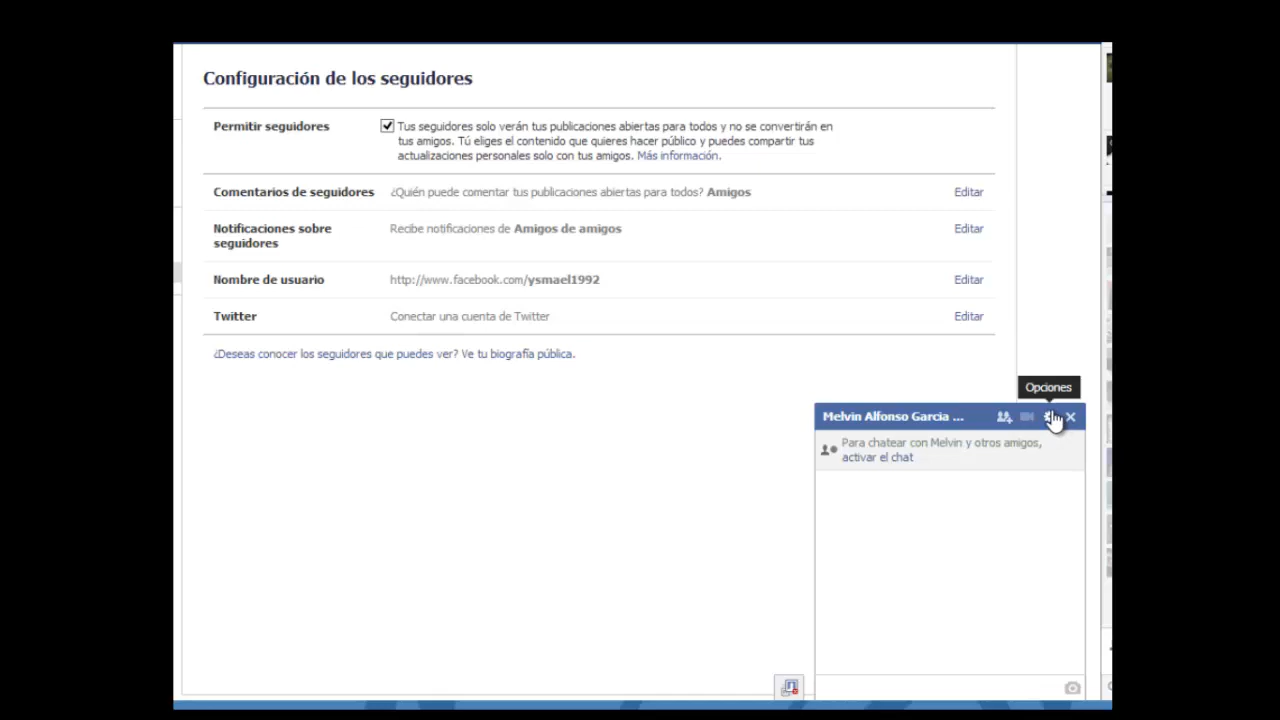 Configuración de los seguidores
Permitir seguidores
Tus seguidores solo verán tus publicaciones abiertas para todos y no se convertirán en
tus amigos. Tú eliges el contenido que quieres hacer público y puedes compartir tus
actualizaciones personales solo con tus amigos. Más información.
Comentarios de seguidores ¿Quién puede comentar tus publicaciones abiertas para todos? Amigos Editar
Notificaciones sobre
seguidores
Recibe notificaciones de Amigos de amigos Editar
Nombre de usuario http://www.facebook.com/ysmael1992 Editar
Twitter Conectar una cuenta de Twitter Editar
¿Deseas conocer los seguidores que puedes ver? Ve tu biografía pública.
Opciones
Melvin Alfonso Garcia ...
Para chatear con Melvin y otros amigos,
activar el chat